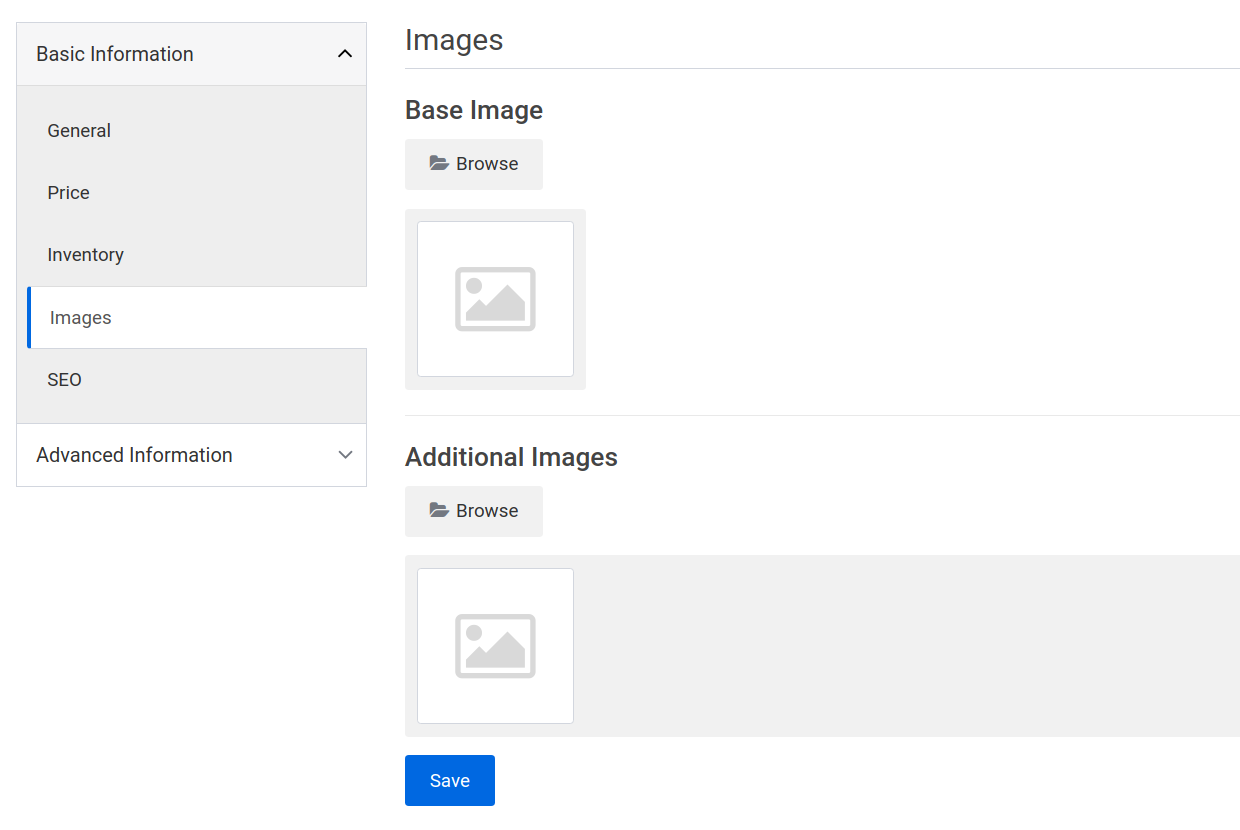 Basic Information
General
Price
Inventory
Images
SEO
Advanced Information
Images
Base Image
Browse
Additional Images
Browse
Save